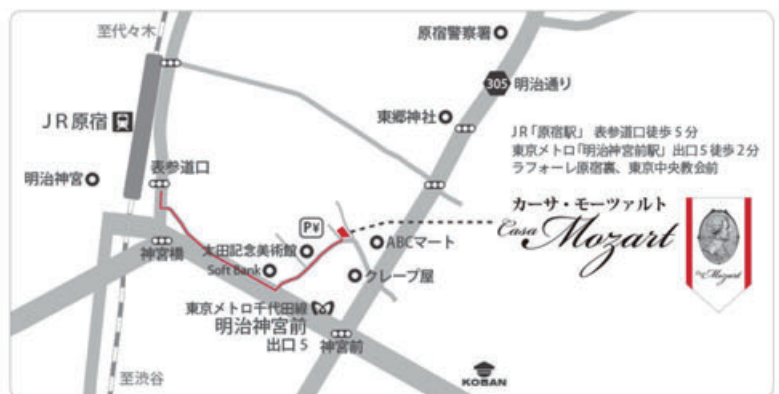 至代々木
原宿警察署
305 明治通り
JR原宿
東郷神社
JR「原宿駅」 表参道口徒歩5分
東京メトロ「明治神宮前駅」 出口5徒歩2分
ラフォーレ原宿裏、東京中央教会前
表参道口
明治神宮
カーサ・モーツァルト
Casa Mozart
P¥
太田記念美術館
ABCマート
神宮橋
Soft Bank
クレープ屋
東京メトロ千代田線
明治神宮前
出口5
神宮前
至渋谷
KOBAN